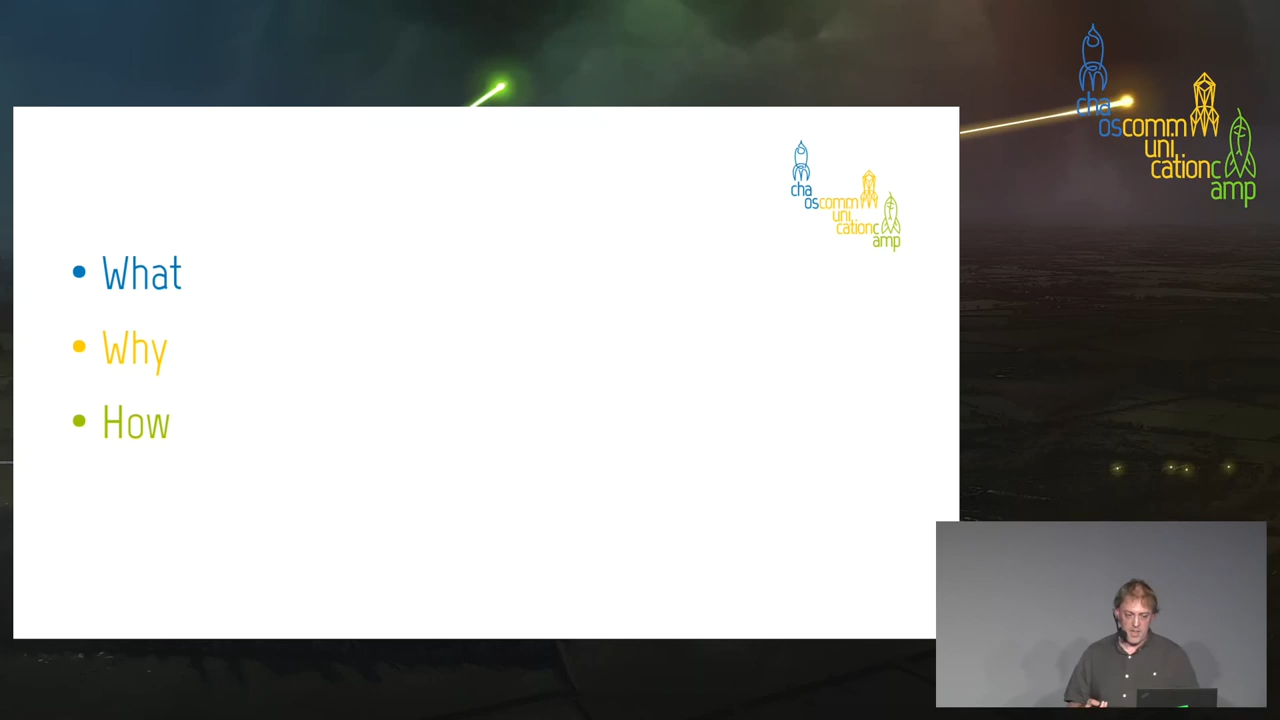 cha
oscomm
uni
cationc
amp
cha
oscomm
uni
cationc
amp
• What
• Why
• How